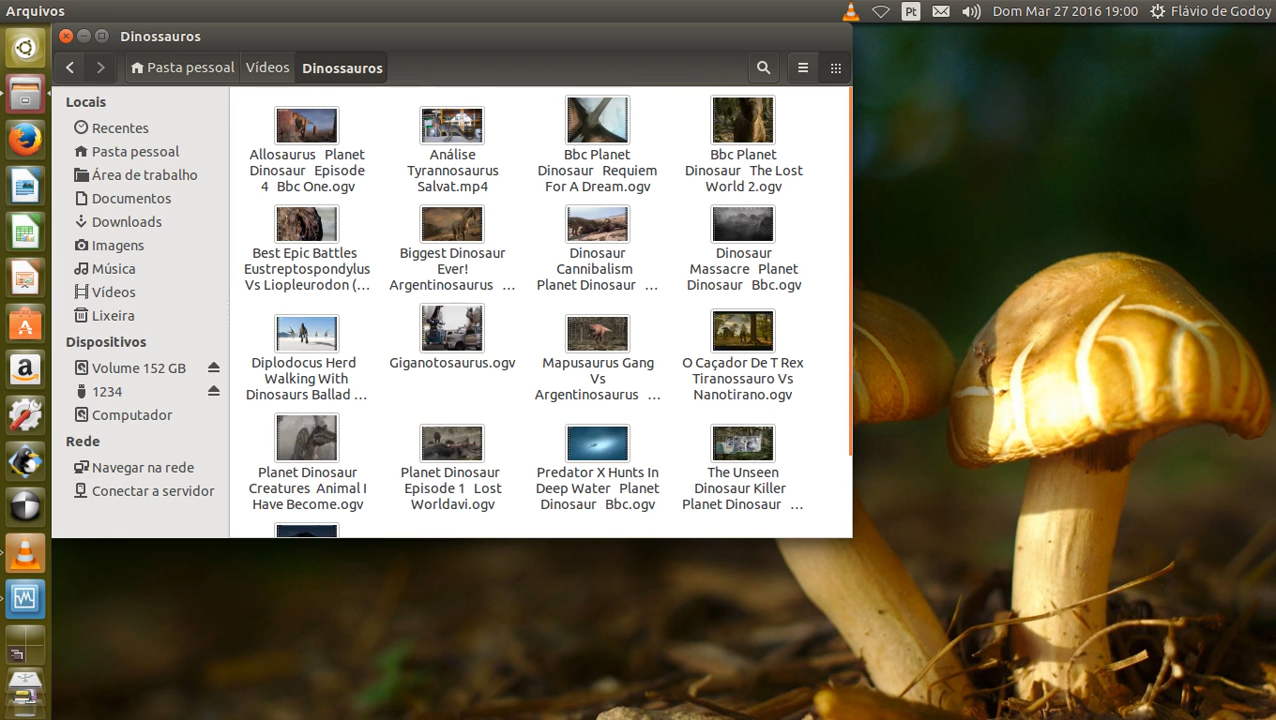 Arquivos
Pt
Dom Mar 27 2016 19:00
Flávio de Godoy
Dinossauros
Pasta pessoal
Vídeos
Dinossauros
Locais
Recentes
Pasta pessoal
Área de trabalho
Documentos
Downloads
Imagens
Música
Vídeos
Lixeira
Dispositivos
Volume 152 GB
1234
Computador
Rede
Navegar na rede
Conectar a servidor
Allosaurus Planet
Dinosaur Episode
4 Bbc One.ogv
Análise
Tyrannosaurus
Salvat.mp4
Bbc Planet
Dinosaur Requiem
For A Dream.ogv
Bbc Planet
Dinosaur The Lost
World 2.ogv
Best Epic Battles
Eustreptospondylus
Vs Liopleurodon (…
Biggest Dinosaur
Ever!
Argentinosaurus …
Dinosaur
Cannibalism
Planet Dinosaur …
Dinosaur
Massacre Planet
Dinosaur Bbc.ogv
Diplodocus Herd
Walking With
Dinosaurs Ballad …
Giganotosaurus.ogv
Mapusaurus Gang
Vs
Argentinosaurus …
O Caçador De T Rex
Tiranossauro Vs
Nanotirano.ogv
Planet Dinosaur
Creatures Animal I
Have Become.ogv
Planet Dinosaur
Episode 1 Lost
Worldavi.ogv
Predator X Hunts In
Deep Water Planet
Dinosaur Bbc.ogv
The Unseen
Dinosaur Killer
Planet Dinosaur …